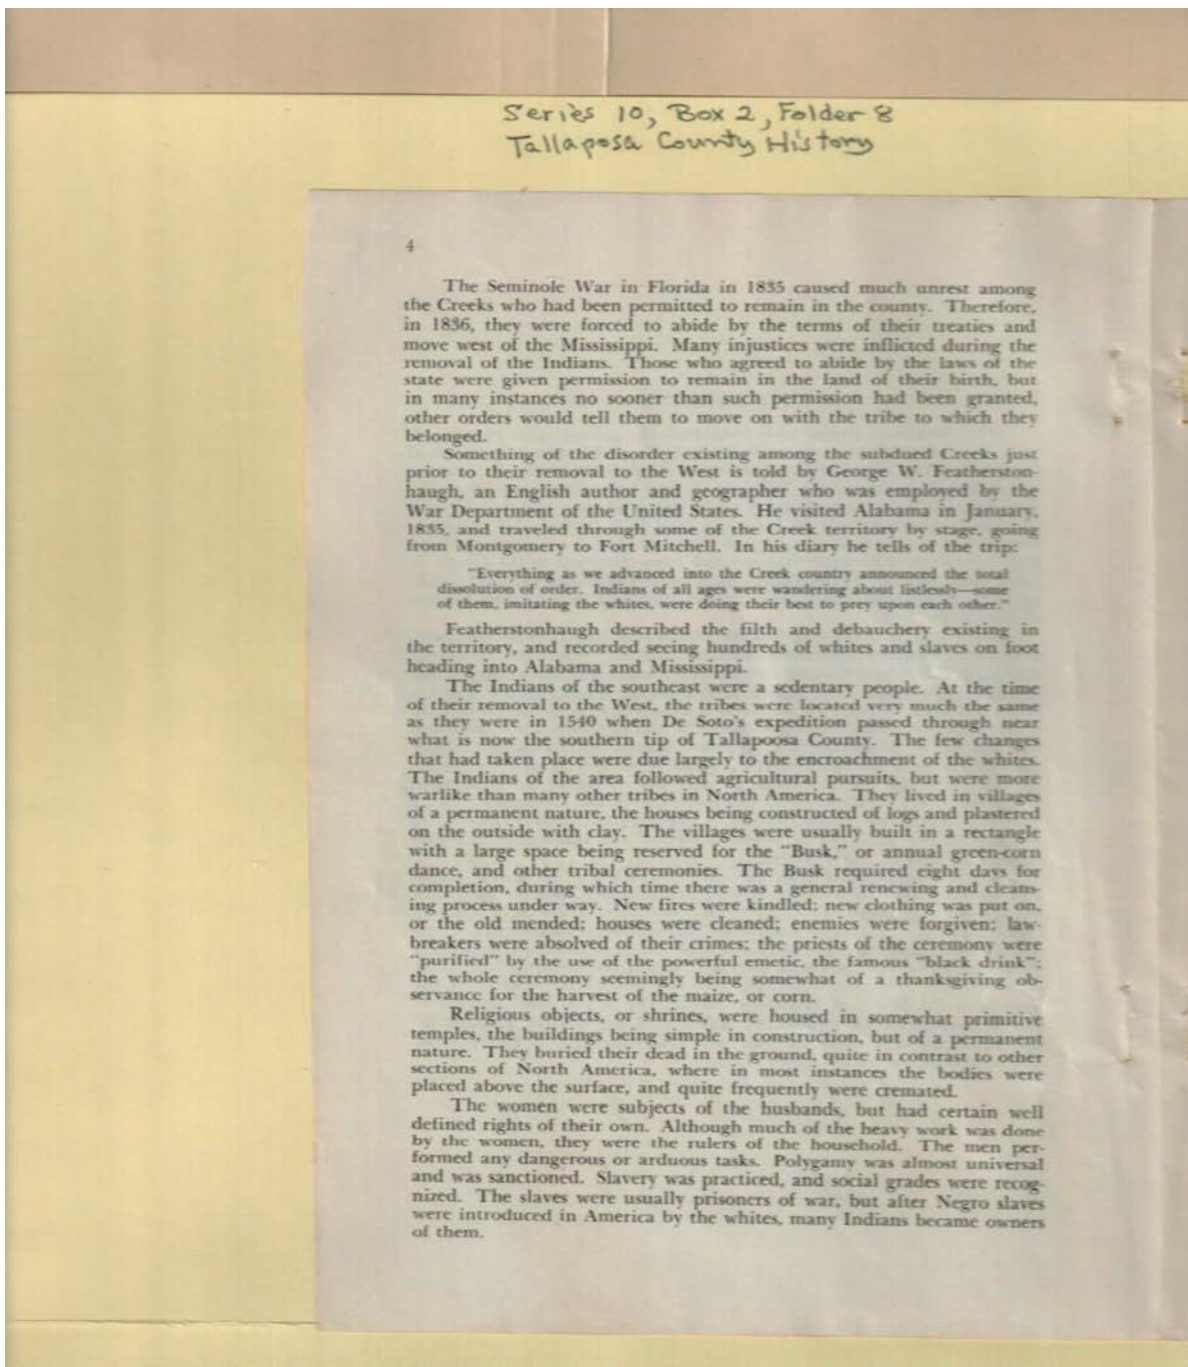 Series 10, Box 2, Folder 8
Tallaposa County History
4
The Seminole War in Florida in 1835 caused much unrest among
the Creeks who had been permitted to remain in the county. Therefore,
in 1836, they were forced to abide by the terms of their treaties and
move west of the Mississippi. Many injustices were inflicted during the
removal of the Indians. Those who agreed to abide by the laws of the
state were given permission to remain in the land of their birth, but
in many instances no sooner than such permission had been granted,
other orders would tell them to move on with the tribe to which they
belonged.
Something of the disorder existing among the subdued Creeks just
prior to their removal to the West is told by George W. Featherston-
haugh, an English author and geographer who was employed by the
War Department of the United States. He visited Alabama in January,
1835, and traveled through some of the Creek territory by stage, going
from Montgomery to Fort Mitchell. In his diary he tells of the trip:
"Everything as we advanced into the Creek country announced the total
dissolution of order. Indians of all ages were wandering about listlessly—some
of them, imitating the whites, were doing their best to prey upon each other."
Featherstonhaugh described the filth and debauchery existing in
the territory, and recorded seeing hundreds of whites and slaves on foot
heading into Alabama and Mississippi.
The Indians of the southeast were a sedentary people. At the time
of their removal to the West, the tribes were located very much the same
as they were in 1540 when De Soto's expedition passed through near
what is now the southern tip of Tallapoosa County. The few changes
that had taken place were due largely to the encroachment of the whites.
The Indians of the area followed agricultural pursuits, but were more
warlike than many other tribes in North America. They lived in villages
of a permanent nature, the houses being constructed of logs and plastered
on the outside with clay. The villages were usually built in a rectangle
with a large space being reserved for the "Busk," or annual green-corn
dance, and other tribal ceremonies. The Busk required eight days for
completion, during which time there was a general renewing and cleans-
ing process under way. New fires were kindled; new clothing was put on,
or the old mended; houses were cleaned; enemies were forgiven; law-
breakers were absolved of their crimes; the priests of the ceremony were
"purified" by the use of the powerful emetic, the famous "black drink";
the whole ceremony seemingly being somewhat of a thanksgiving ob-
servance for the harvest of the maize, or corn.
Religious objects, or shrines, were housed in somewhat primitive
temples, the buildings being simple in construction, but of a permanent
nature. They buried their dead in the ground, quite in contrast to other
sections of North America, where in most instances the bodies were
placed above the surface, and quite frequently were cremated.
The women were subjects of the husbands, but had certain well
defined rights of their own. Although much of the heavy work was done
by the women, they were the rulers of the household. The men per-
formed any dangerous or arduous tasks. Polygamy was almost universal
and was sanctioned. Slavery was practiced, and social grades were recog-
nized. The slaves were usually prisoners of war, but after Negro slaves
were introduced in America by the whites, many Indians became owners
of them.